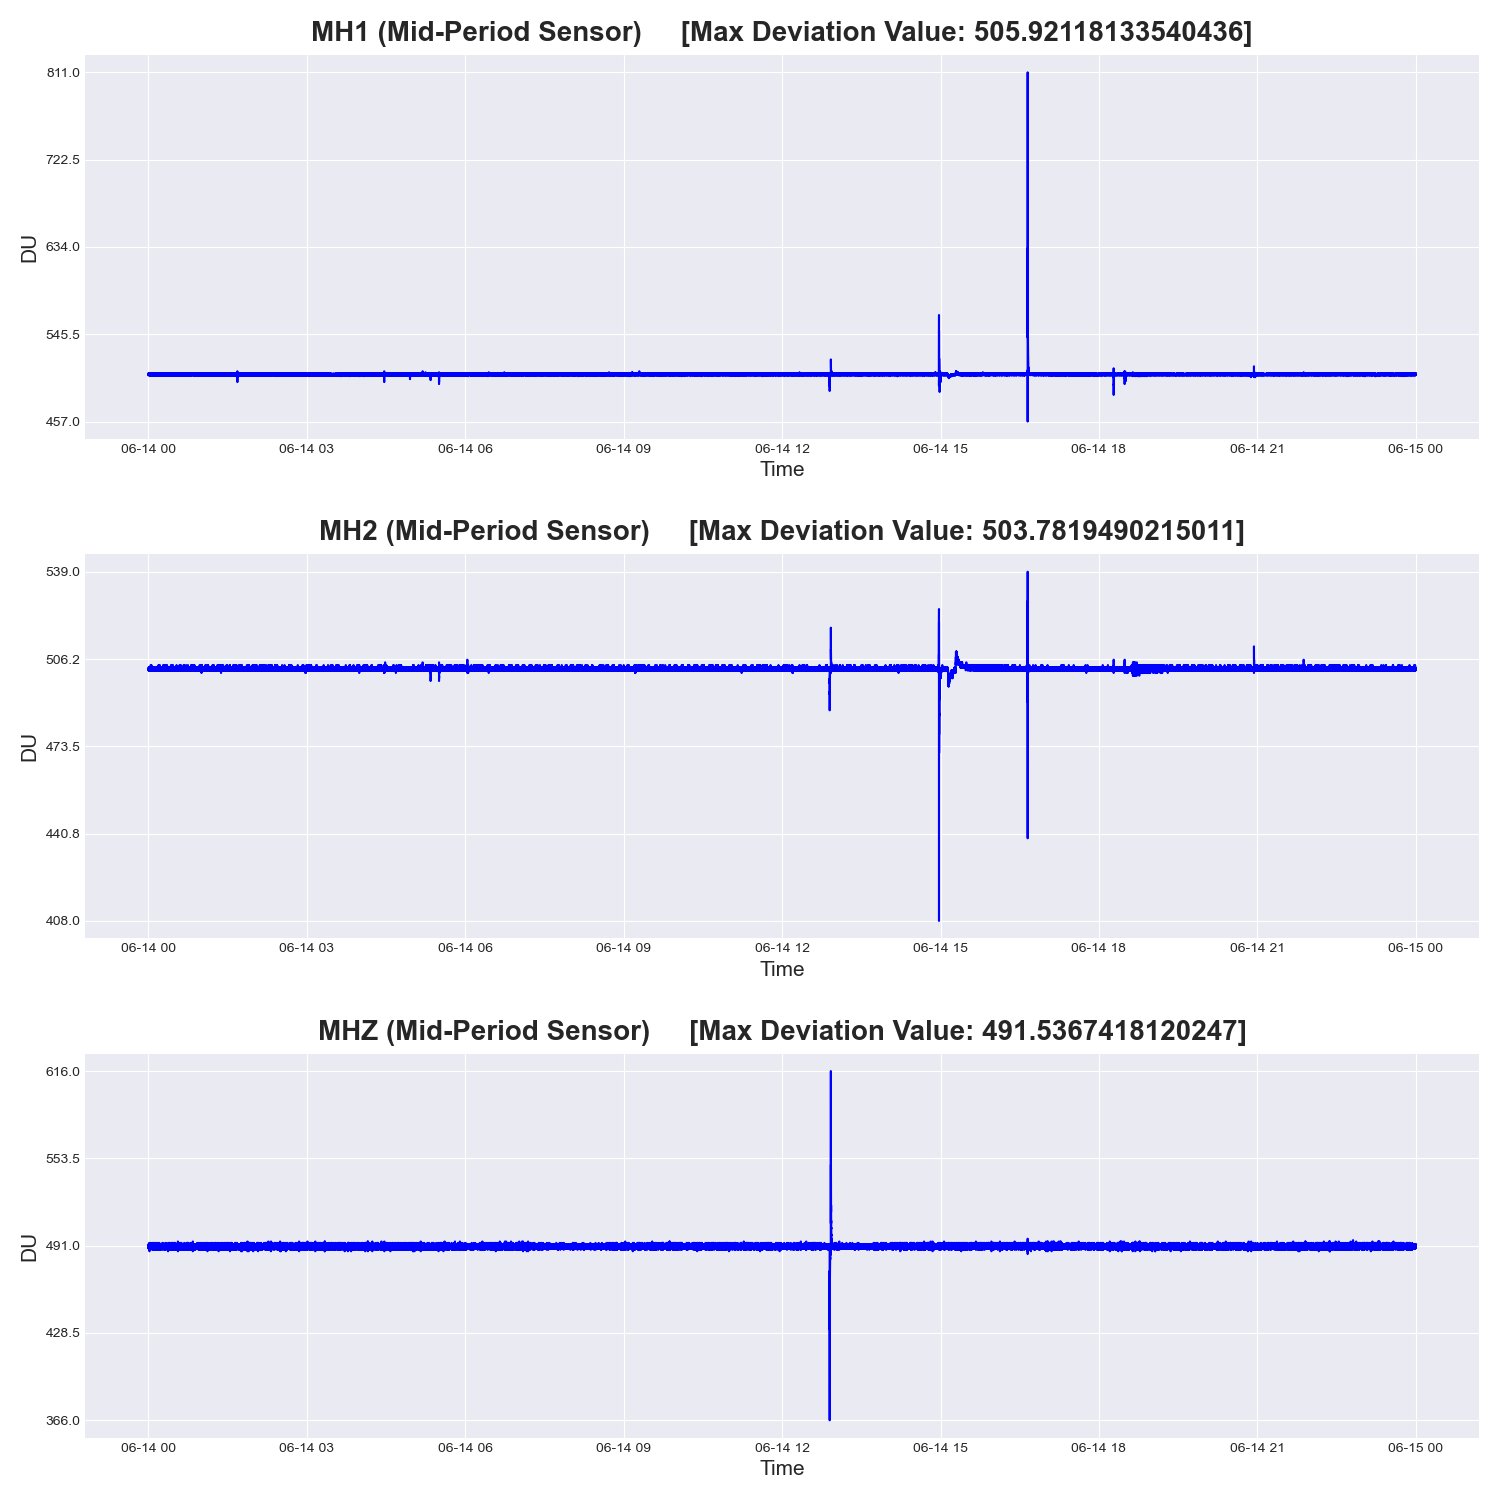 MH1 (Mid-Period Sensor) [Max Deviation Value: 505.92118133540436]
811.0
722.5
634.0
545.5
457.0
DU
06-14 00 06-14 03 06-14 06 06-14 09 06-14 12 06-14 15 06-14 18 06-14 21 06-15 00
Time
MH2 (Mid-Period Sensor) [Max Deviation Value: 503.7819490215011]
539.0
506.2
473.5
440.8
408.0
DU
06-14 00 06-14 03 06-14 06 06-14 09 06-14 12 06-14 15 06-14 18 06-14 21 06-15 00
Time
MHZ (Mid-Period Sensor) [Max Deviation Value: 491.5367418120247]
616.0
553.5
491.0
428.5
366.0
DU
06-14 00 06-14 03 06-14 06 06-14 09 06-14 12 06-14 15 06-14 18 06-14 21 06-15 00
Time